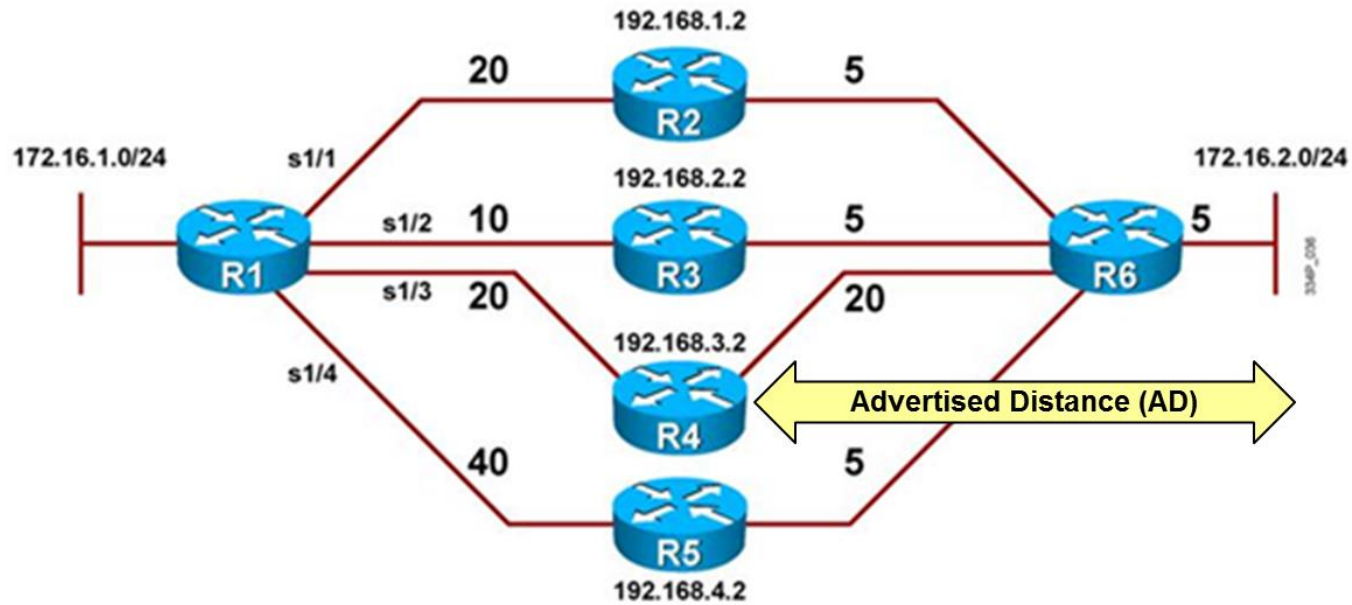 192.168.1.2
20
5
R2
172.16.1.0/24
s1/1
172.16.2.0/24
192.168.2.2
s1/2
10
5
5
R1
R3
R6
334P_036
s1/3
20
20
192.168.3.2
s1/4
R4
Advertised Distance (AD)
40
5
R5
192.168.4.2